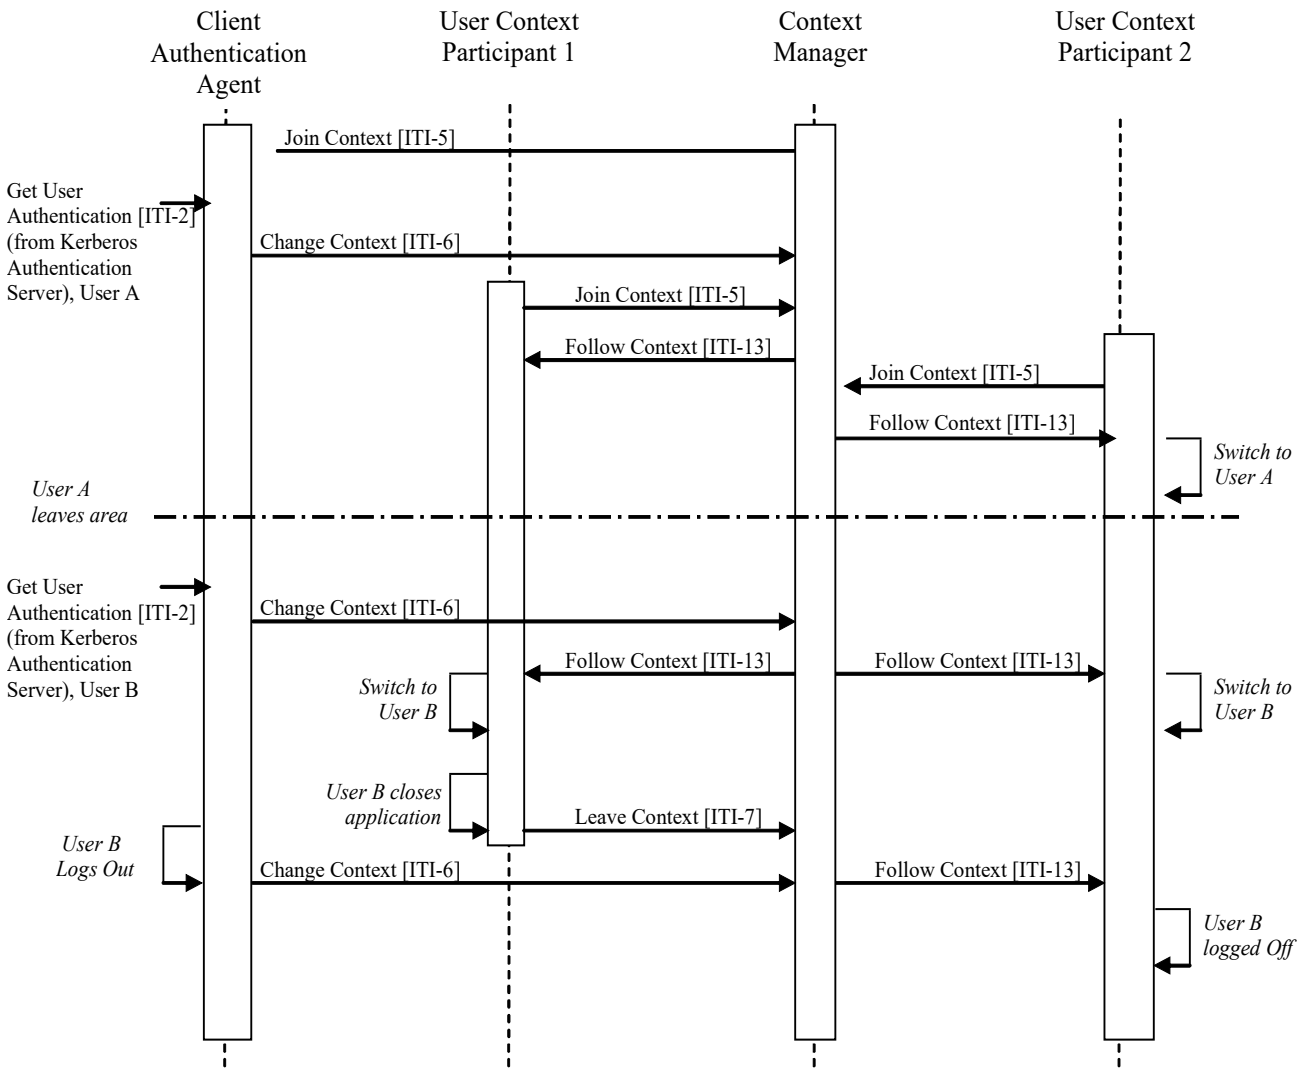 Client
Authentication
Agent
User Context
Participant 1
Context
Manager
User Context
Participant 2
Join Context [ITI-5]
Get User
Authentication [ITI-2]
(from Kerberos
Authentication
Server), User A
Change Context [ITI-6]
Join Context [ITI-5]
Follow Context [ITI-13]
Join Context [ITI-5]
Follow Context [ITI-13]
Switch to
User A
User A
leaves area
Get User
Authentication [ITI-2]
(from Kerberos
Authentication
Server), User B
Change Context [ITI-6]
Follow Context [ITI-13]
Follow Context [ITI-13]
Switch to
User B
Switch to
User B
User B closes
application
Leave Context [ITI-7]
User B
Logs Out
Change Context [ITI-6]
Follow Context [ITI-13]
User B
logged Off